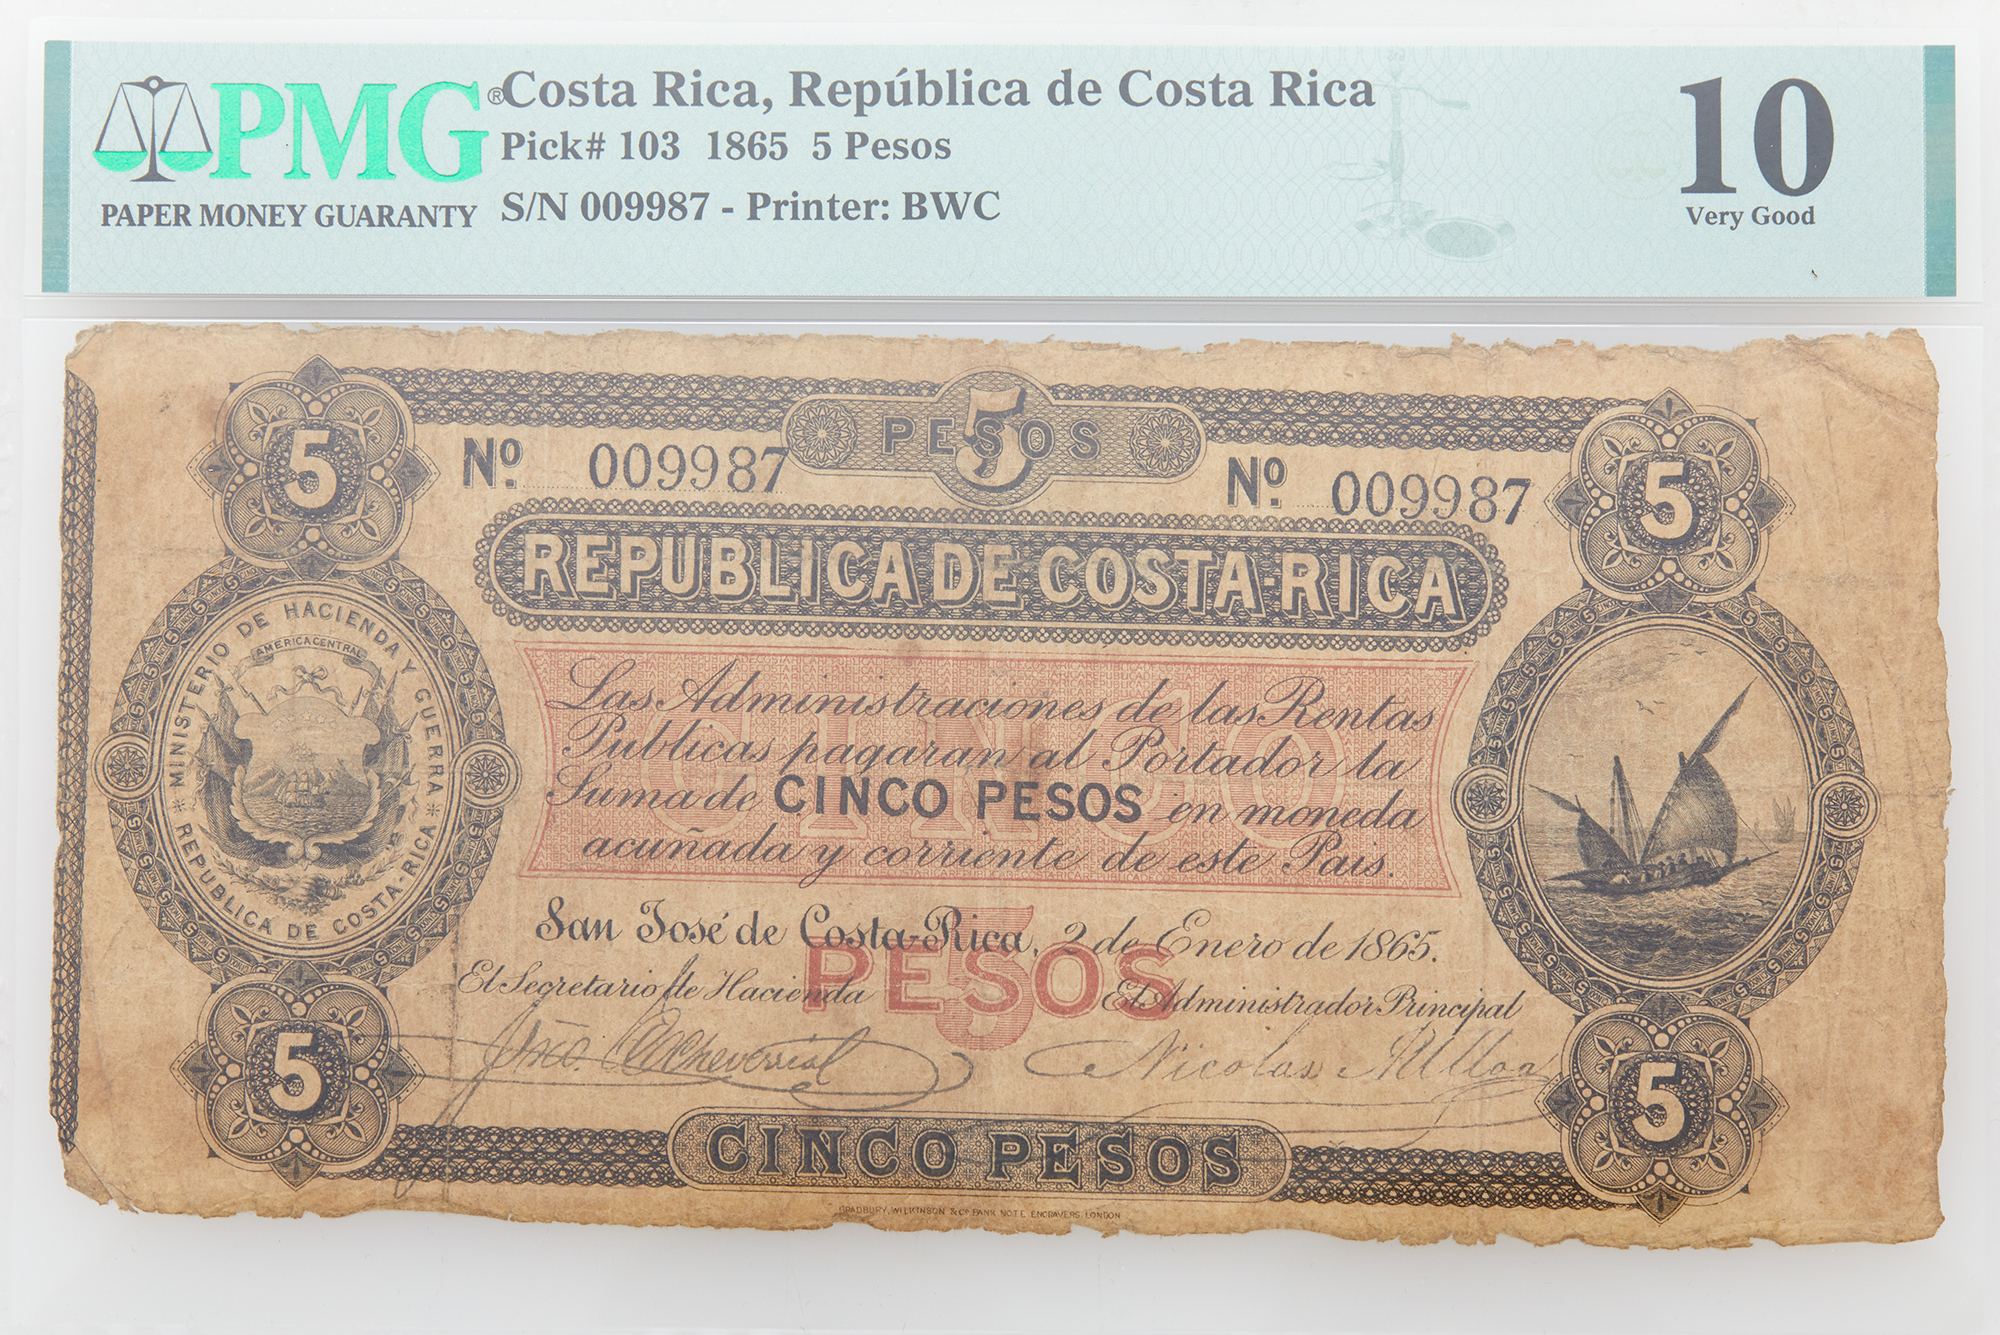 PMG®
PAPER MONEY GUARANTY
Costa Rica, República de Costa Rica
Pick# 103 1865 5 Pesos
S/N 009987 - Printer: BWC
10
Very Good
5
PESOS
5
5
Nº. 009987
Nº. 009987
REPUBLICA DE COSTA-RICA
MINISTERIO DE HACIENDA Y GUERRA
AMERICA CENTRAL
* REPUBLICA DE COSTA-RICA *
CINCO
Las Administraciones de las Rentas
Publicas pagaran al Portador la
Suma de CINCO PESOS en moneda
acuñada y corriente de este Pais.
San José de Costa-Rica, 2 de Enero de 1865.
5
PESOS
El Secretario de Hacienda
El Administrador Principal
Nicolas
5
5
CINCO PESOS
BRADBURY, WILKINSON & Cº BANK NOTE ENGRAVERS LONDON